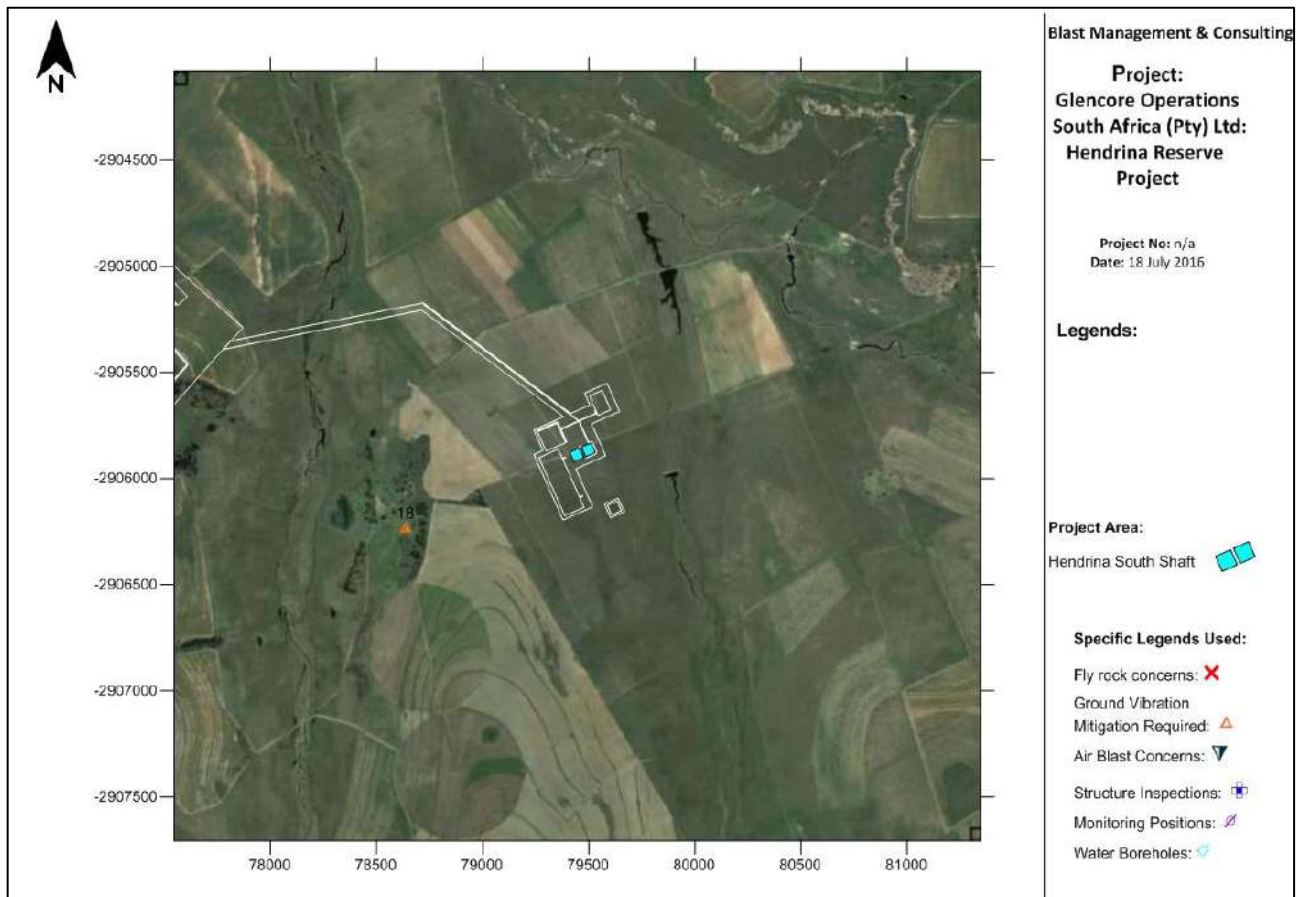 N
-2904500
-2905000
-2905500
-2906000
-2906500
-2907000
-2907500
78000
78500
79000
79500
80000
80500
81000
18
Blast Management & Consulting
Project:
Glencore Operations
South Africa (Pty) Ltd:
Hendrina Reserve
Project
Project No: n/a
Date: 18 July 2016
Legends:
Project Area:
Hendrina South Shaft
Specific Legends Used:
Fly rock concerns:
Ground Vibration
Mitigation Required:
Air Blast Concerns:
Structure Inspections:
Monitoring Positions:
Water Boreholes: